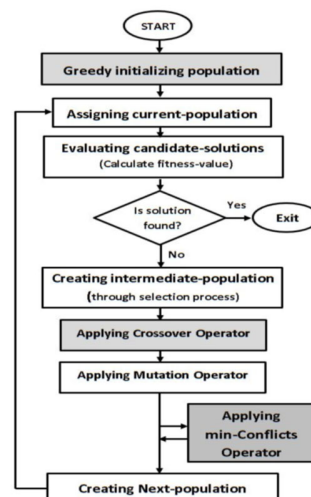 START
Greedy initializing population
Assigning current-population
Evaluating candidate-solutions
(Calculate fitness-value)
Is solution
found?
Yes
Exit
No
Creating intermediate-population
(through selection process)
Applying Crossover Operator
Applying Mutation Operator
Applying
min-Conflicts
Operator
Creating Next-population